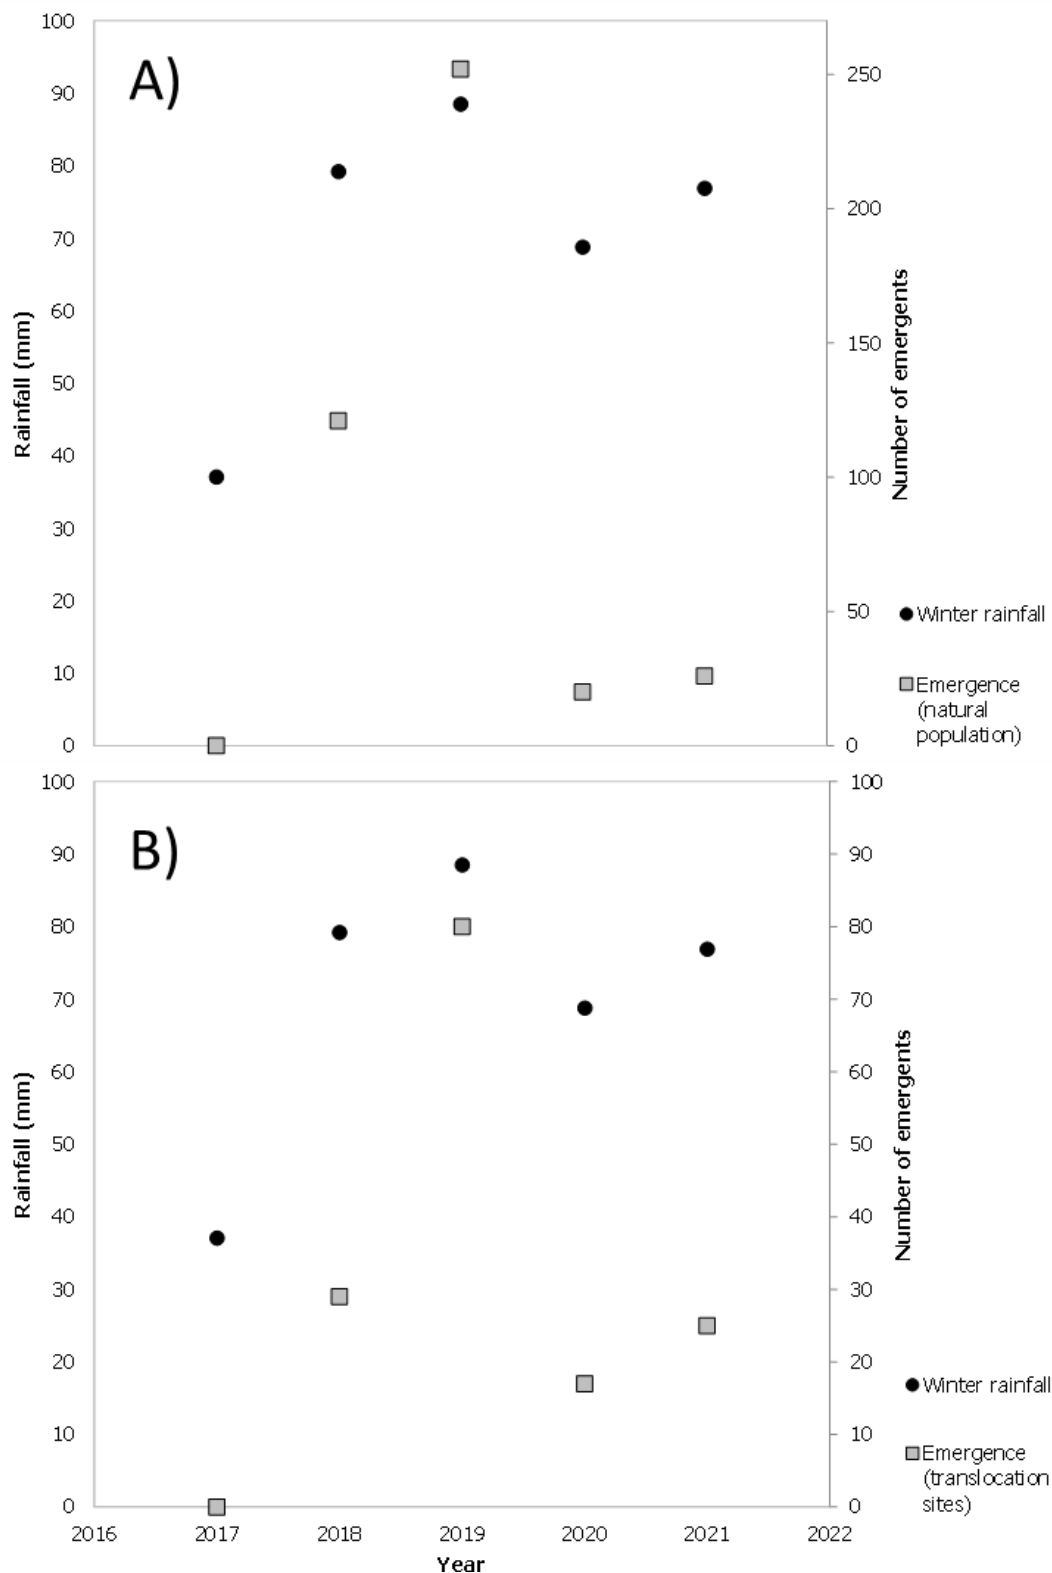 A)
100
90
80
70
60
50
40
30
20
10
0
Rainfall (mm)
250
200
150
100
50
0
Number of emergents
Winter rainfall
Emergence
(natural
population)
B)
100
90
80
70
60
50
40
30
20
10
0
Rainfall (mm)
100
90
80
70
60
50
40
30
20
10
0
Number of emergents
Winter rainfall
Emergence
(translocation
sites)
2016 2017 2018 2019 2020 2021 2022
Year